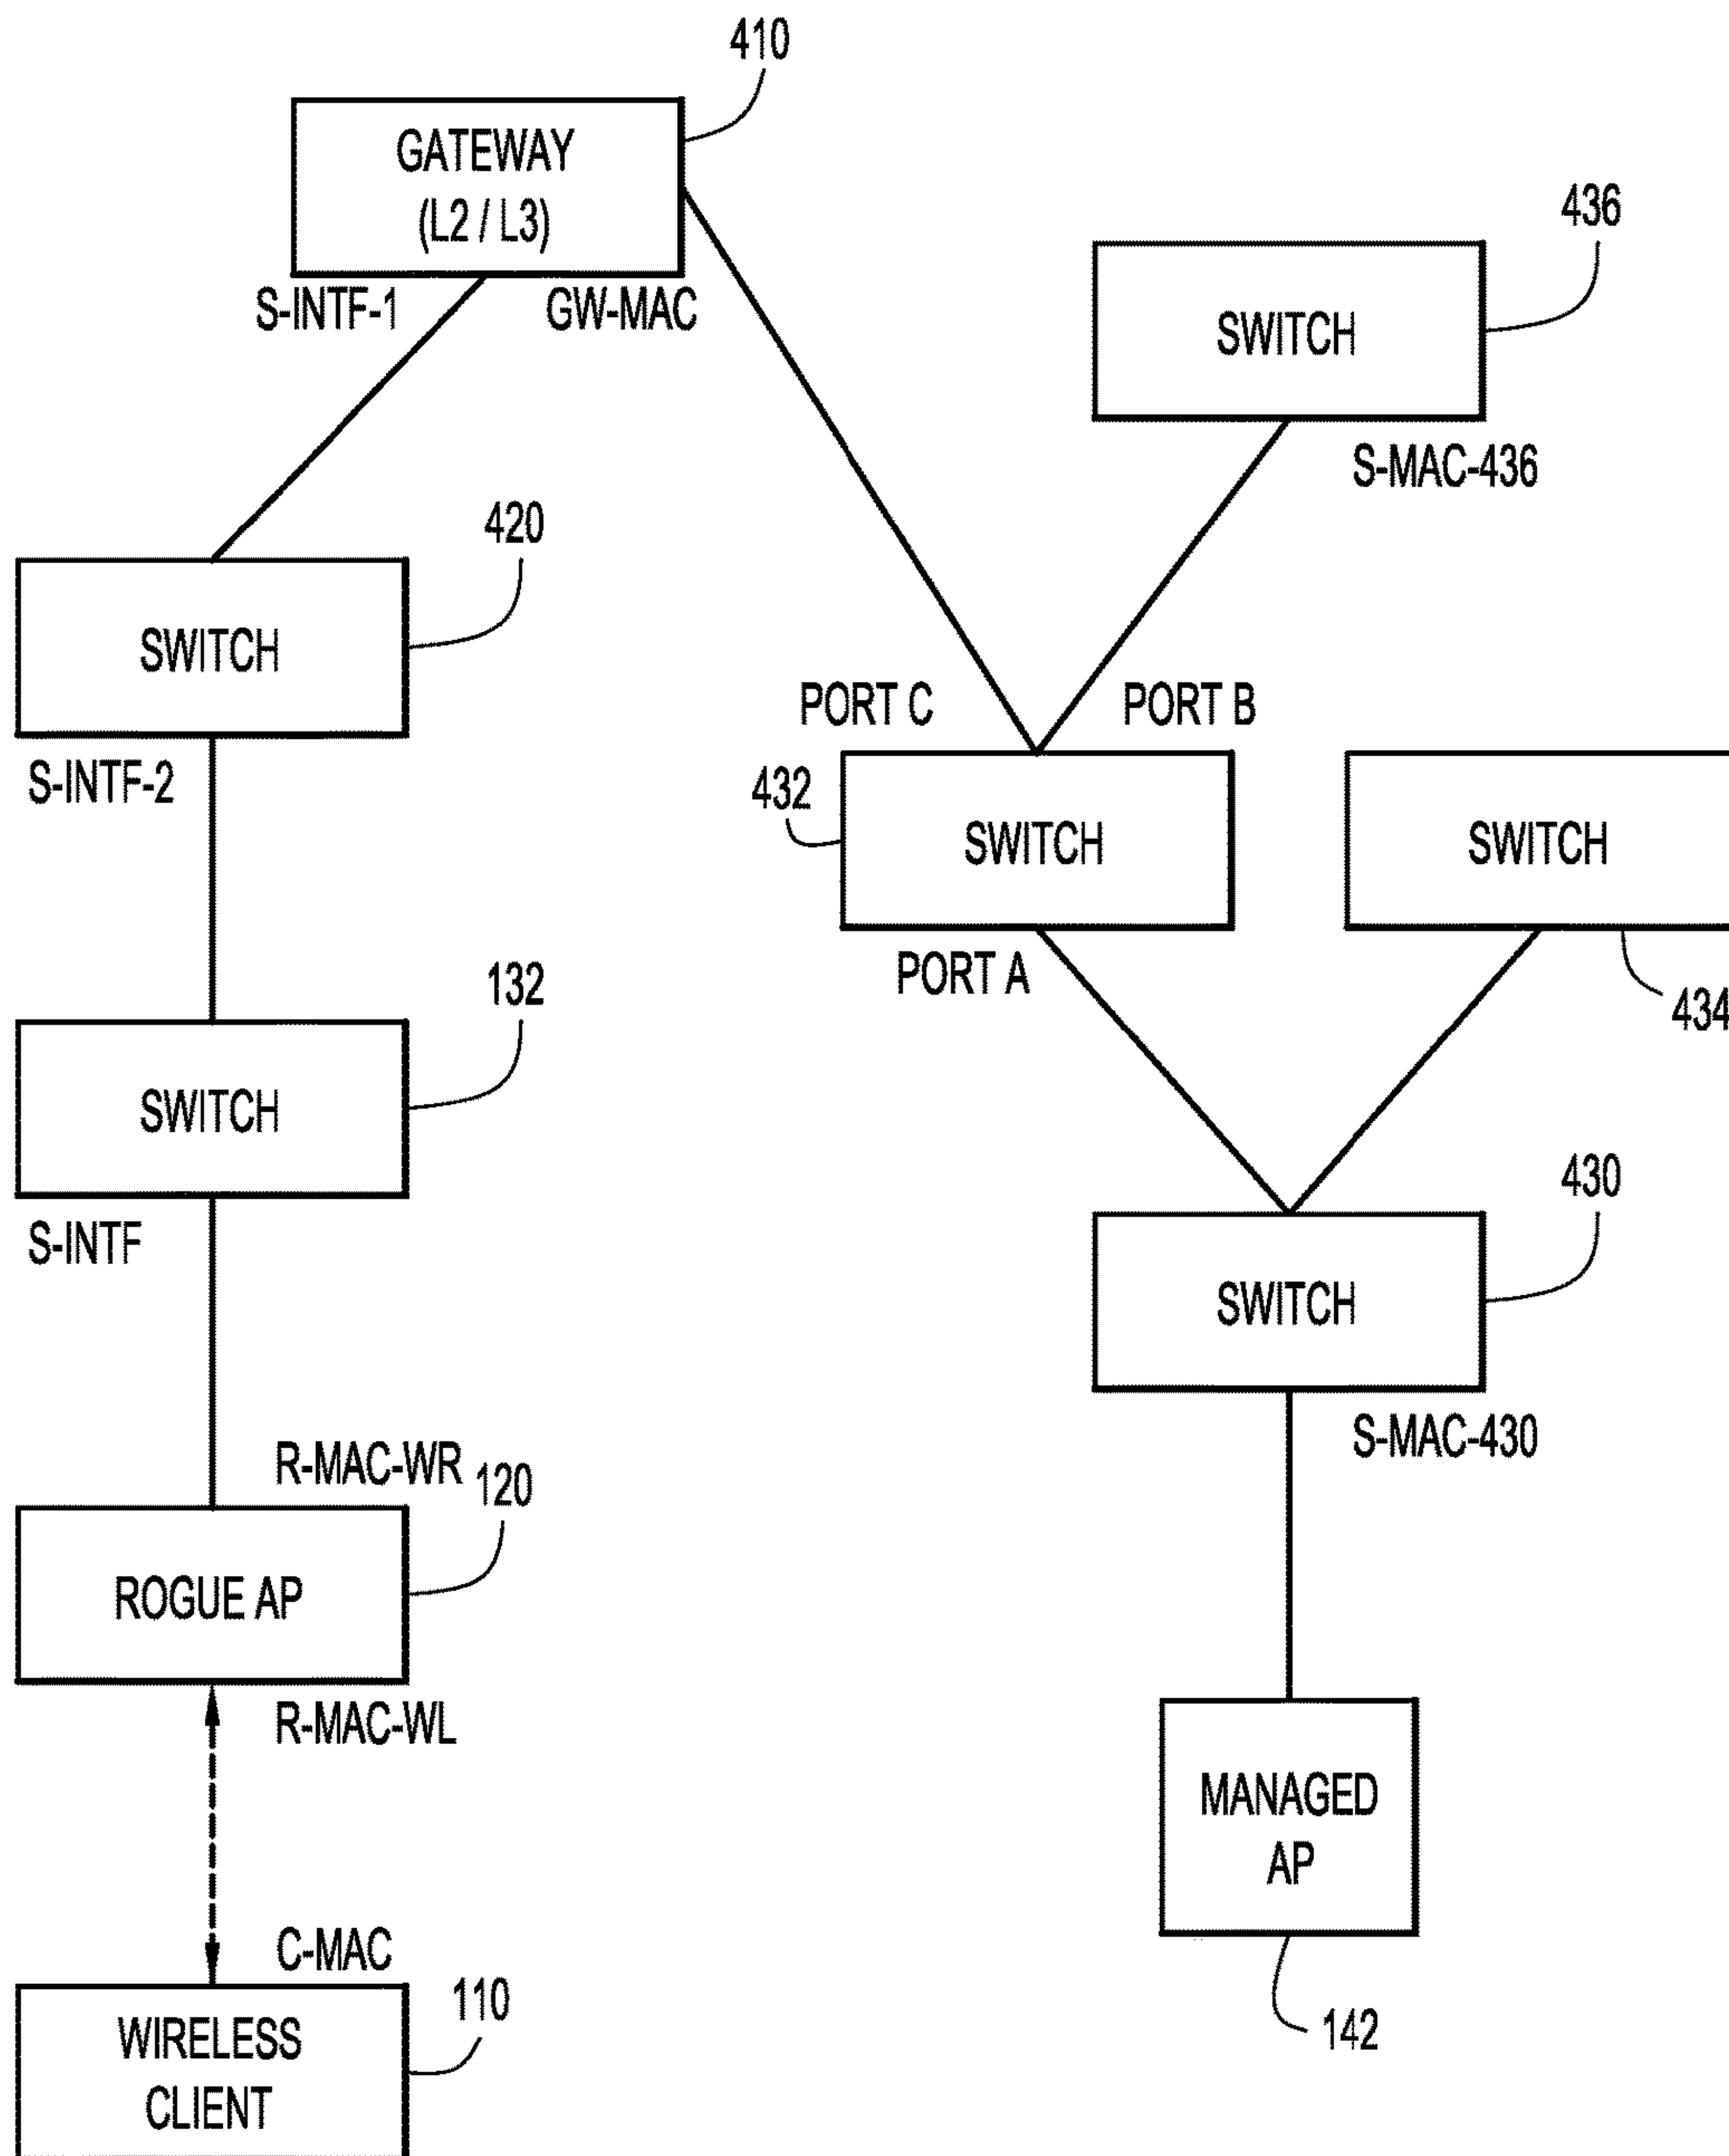 410
GATEWAY
(L2 / L3)
S-INTF-1
GW-MAC
436
SWITCH
S-MAC-436
420
SWITCH
S-INTF-2
PORT C
PORT B
432
SWITCH
PORT A
SWITCH
434
132
SWITCH
S-INTF
430
SWITCH
S-MAC-430
R-MAC-WR
120
ROGUE AP
R-MAC-WL
MANAGED
AP
142
C-MAC
110
WIRELESS
CLIENT